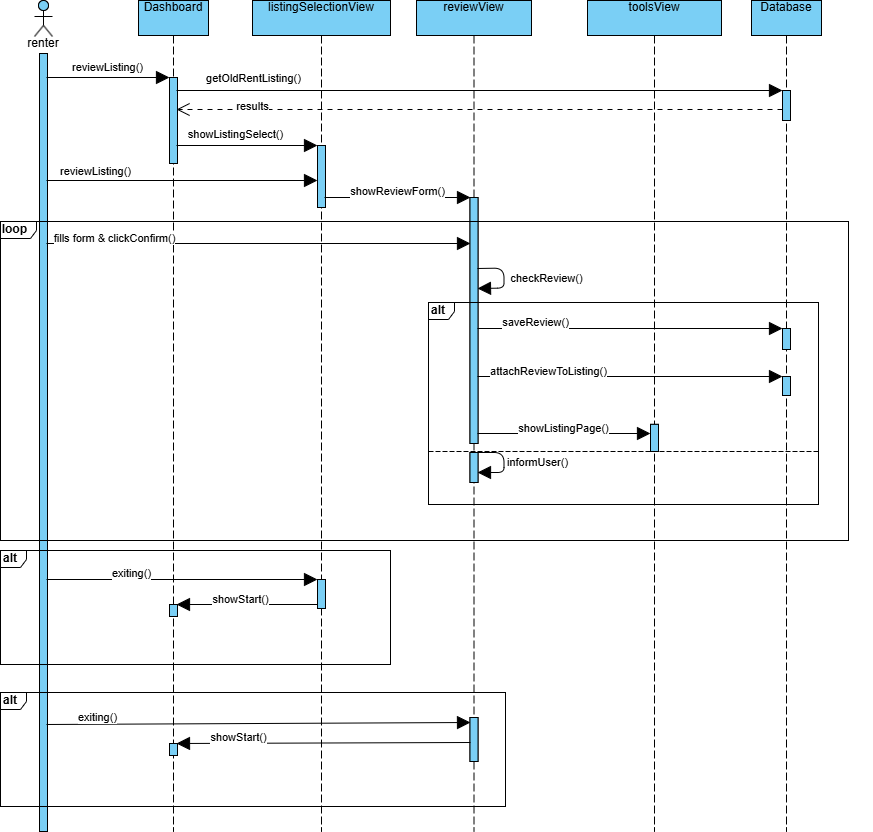 Dashboard
listingSelectionView
reviewView
toolsView
Database
renter
reviewListing()
getOldRentListing()
results
showListingSelect()
reviewListing()
showReviewForm()
loop
fills form & clickConfirm()
checkReview()
alt
saveReview()
attachReviewToListing()
showListingPage()
informUser()
alt
exiting()
showStart()
alt
exiting()
showStart()